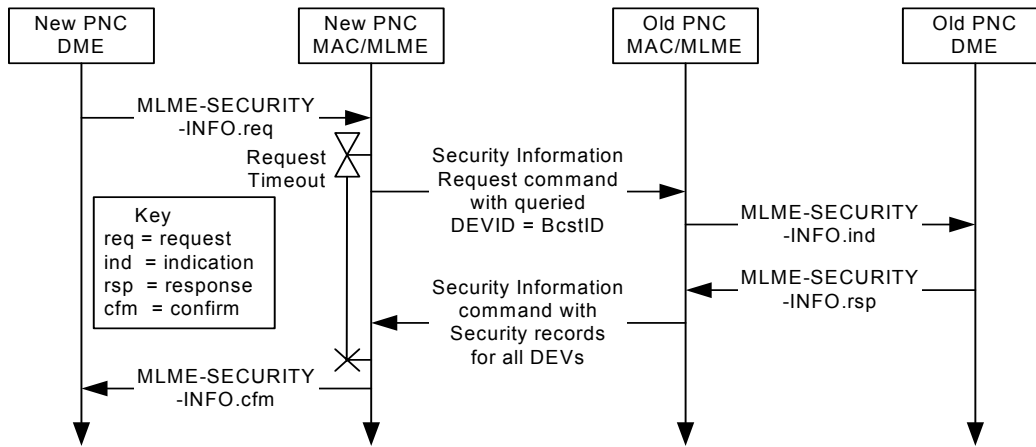 New PNC
DME
New PNC
MAC/MLME
Old PNC
MAC/MLME
Old PNC
DME
MLME-SECURITY
-INFO.req
Request
Timeout
Security Information
Request command
with queried
DEVID = BcstID
MLME-SECURITY
-INFO.ind
Key
req = request
ind = indication
rsp = response
cfm = confirm
MLME-SECURITY
-INFO.rsp
Security Information
command with
Security records
for all DEVs
MLME-SECURITY
-INFO.cfm